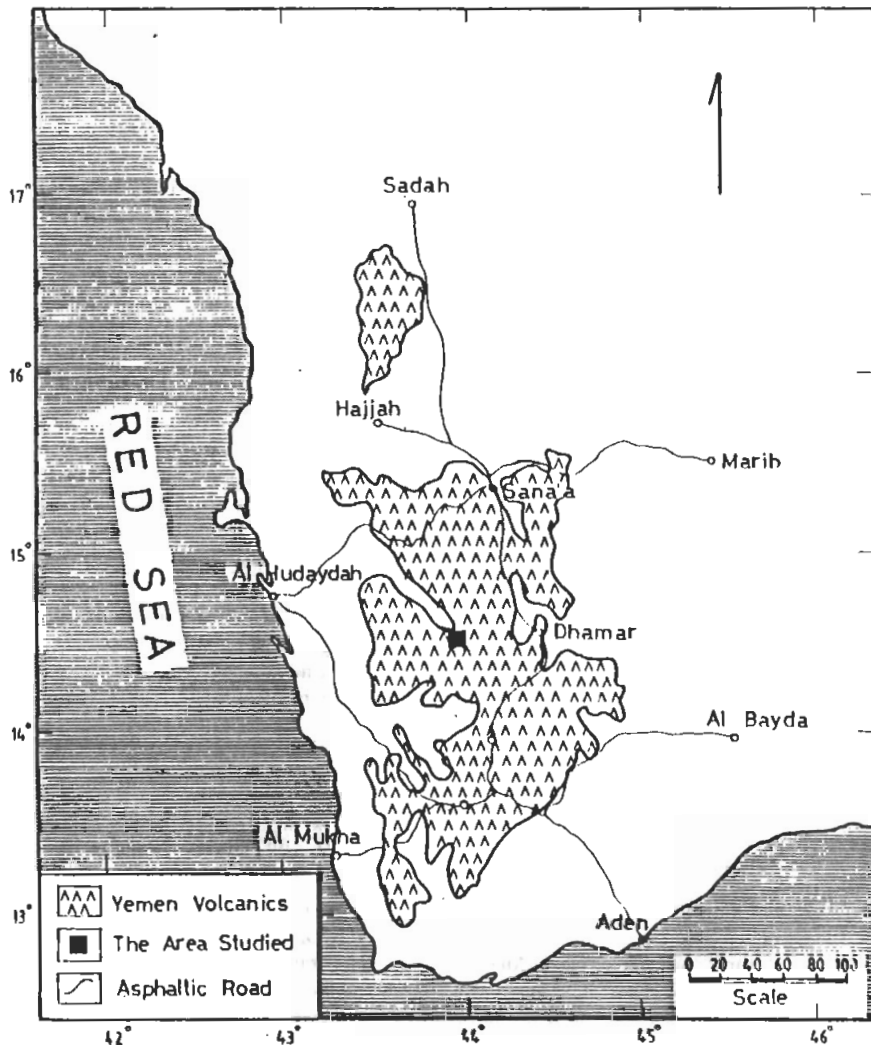 17°
16°
15°
14°
13°
42°
43°
44°
45°
46°
Sadah
Hajjah
Marib
Sana'a
Al Hudaydah
Dhamar
Al Bayda
Al Mukha
Aden
RED SEA
Yemen Volcanics
The Area Studied
Asphaltic Road
0 20 40 60 80 100
Scale